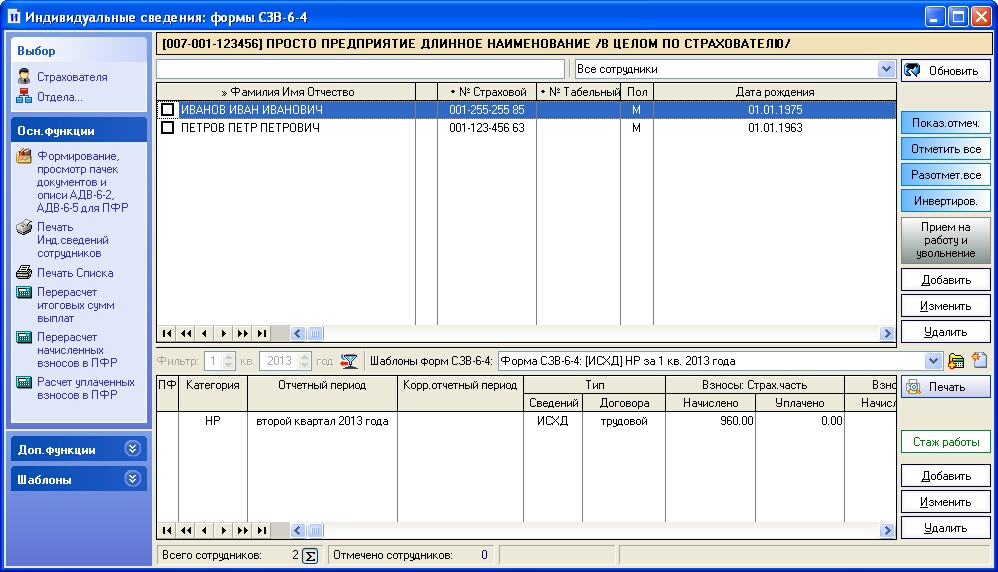 Индивидуальные сведения: формы СЗВ-6-4
Выбор
Страхователя
Отдела...
Осн.функции
Формирование,
просмотр пачек
документов и
описи АДВ-6-2,
АДВ-6-5 для ПФР
Печать
Инд.сведений
сотрудников
Печать Списка
Перерасчет
итоговых сумм
выплат
Перерасчет
начисленных
взносов в ПФР
Расчет уплаченных
взносов в ПФР
Доп.функции
Шаблоны
[007-001-123456] ПРОСТО ПРЕДПРИЯТИЕ ДЛИННОЕ НАИМЕНОВАНИЕ /В ЦЕЛОМ ПО СТРАХОВАТЕЛЮ/
Все сотрудники
Обновить
» Фамилия Имя Отчество № Страховой № Табельный Пол Дата рождения
ИВАНОВ ИВАН ИВАНОВИЧ 001-255-255 85 М 01.01.1975
ПЕТРОВ ПЕТР ПЕТРОВИЧ 001-123-456 63 М 01.01.1963
Показ.отмеч.
Отметить все
Разотмет.все
Инвертиров.
Прием на
работу и
увольнение
Добавить
Изменить
Удалить
Фильтр: 1 кв. 2013 год Шаблоны форм СЗВ-6-4: Форма СЗВ-6-4: [ИСХД] НР за 1 кв. 2013 года
ПФ Категория Отчетный период Корр.отчетный период Тип Взносы: Страх.часть Взно
Сведений Договора Начислено Уплачено Начисл
НР второй квартал 2013 года ИСХД трудовой 960.00 0.00
Печать
Стаж работы
Добавить
Изменить
Удалить
Всего сотрудников: 2 Σ Отмечено сотрудников: 0